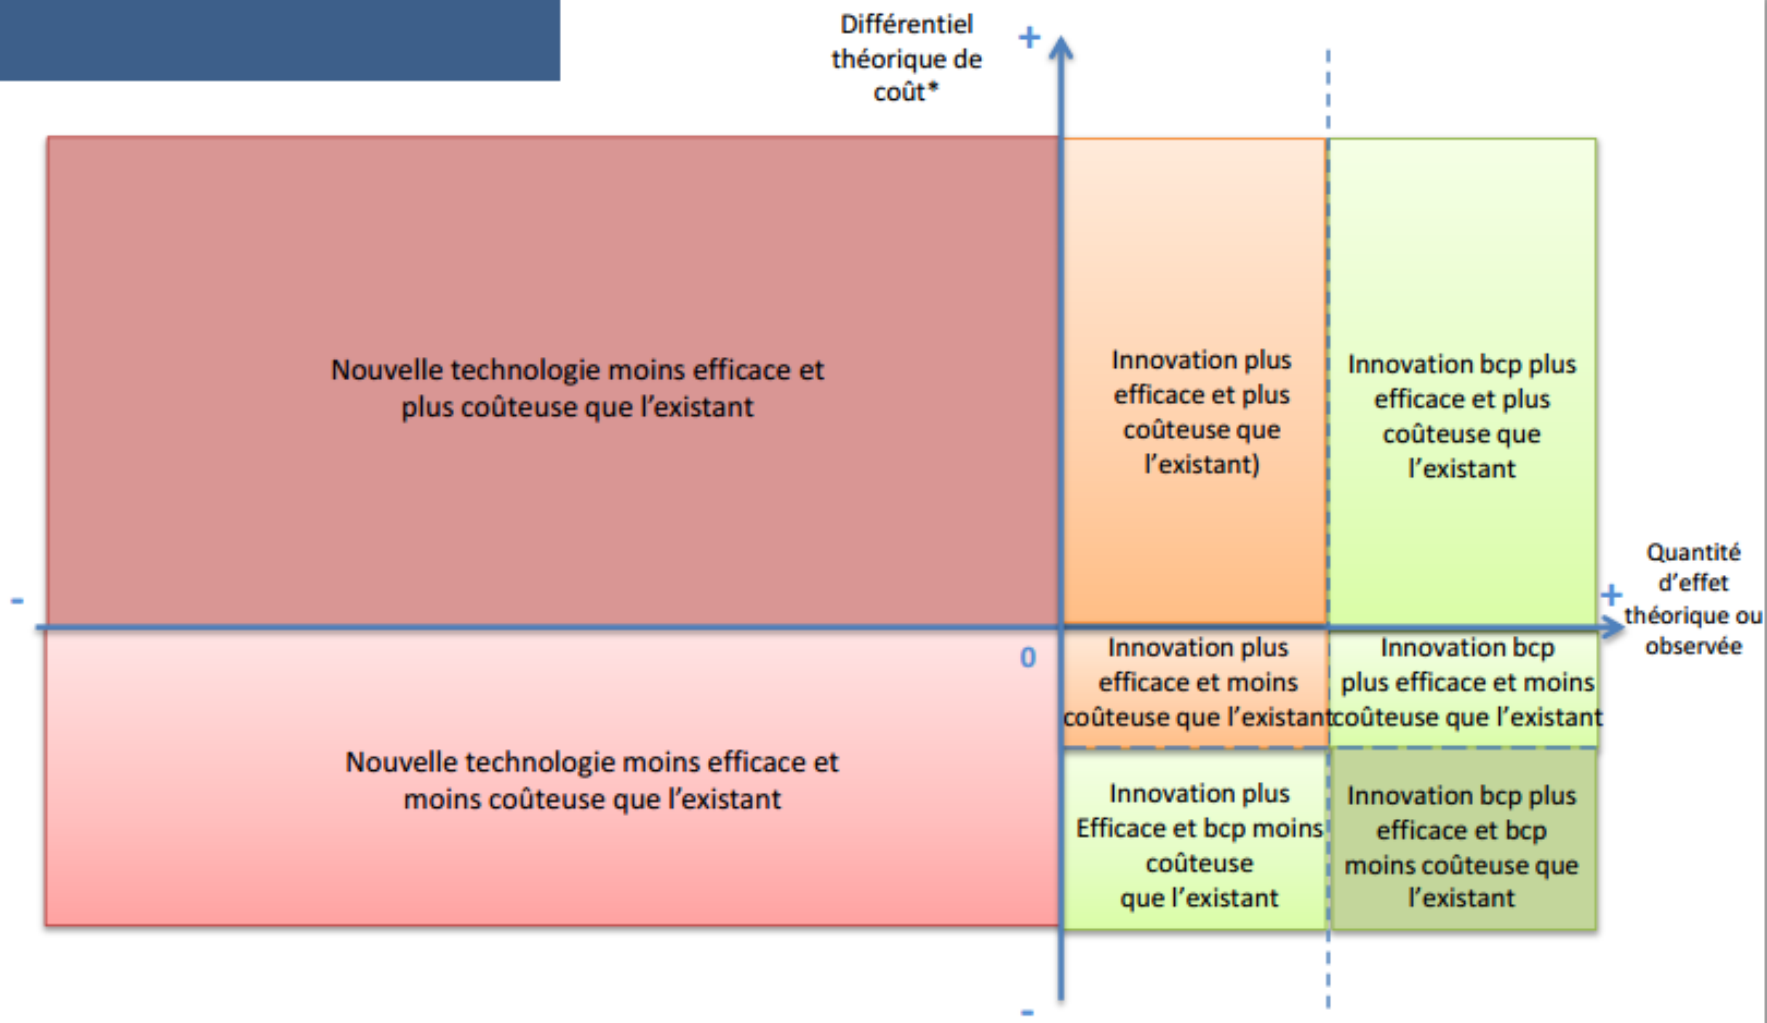 Différentiel
théorique de
coût*
+
Nouvelle technologie moins efficace et
plus coûteuse que l’existant
Innovation plus
efficace et plus
coûteuse que
l’existant)
Innovation bcp plus
efficace et plus
coûteuse que
l’existant
-
+
Quantité
d’effet
théorique ou
observée
0
Innovation plus
efficace et moins
coûteuse que l’existant
Innovation bcp
plus efficace et moins
coûteuse que l’existant
Nouvelle technologie moins efficace et
moins coûteuse que l’existant
Innovation plus
Efficace et bcp moins
coûteuse
que l’existant
Innovation bcp plus
efficace et bcp
moins coûteuse que
l’existant
-